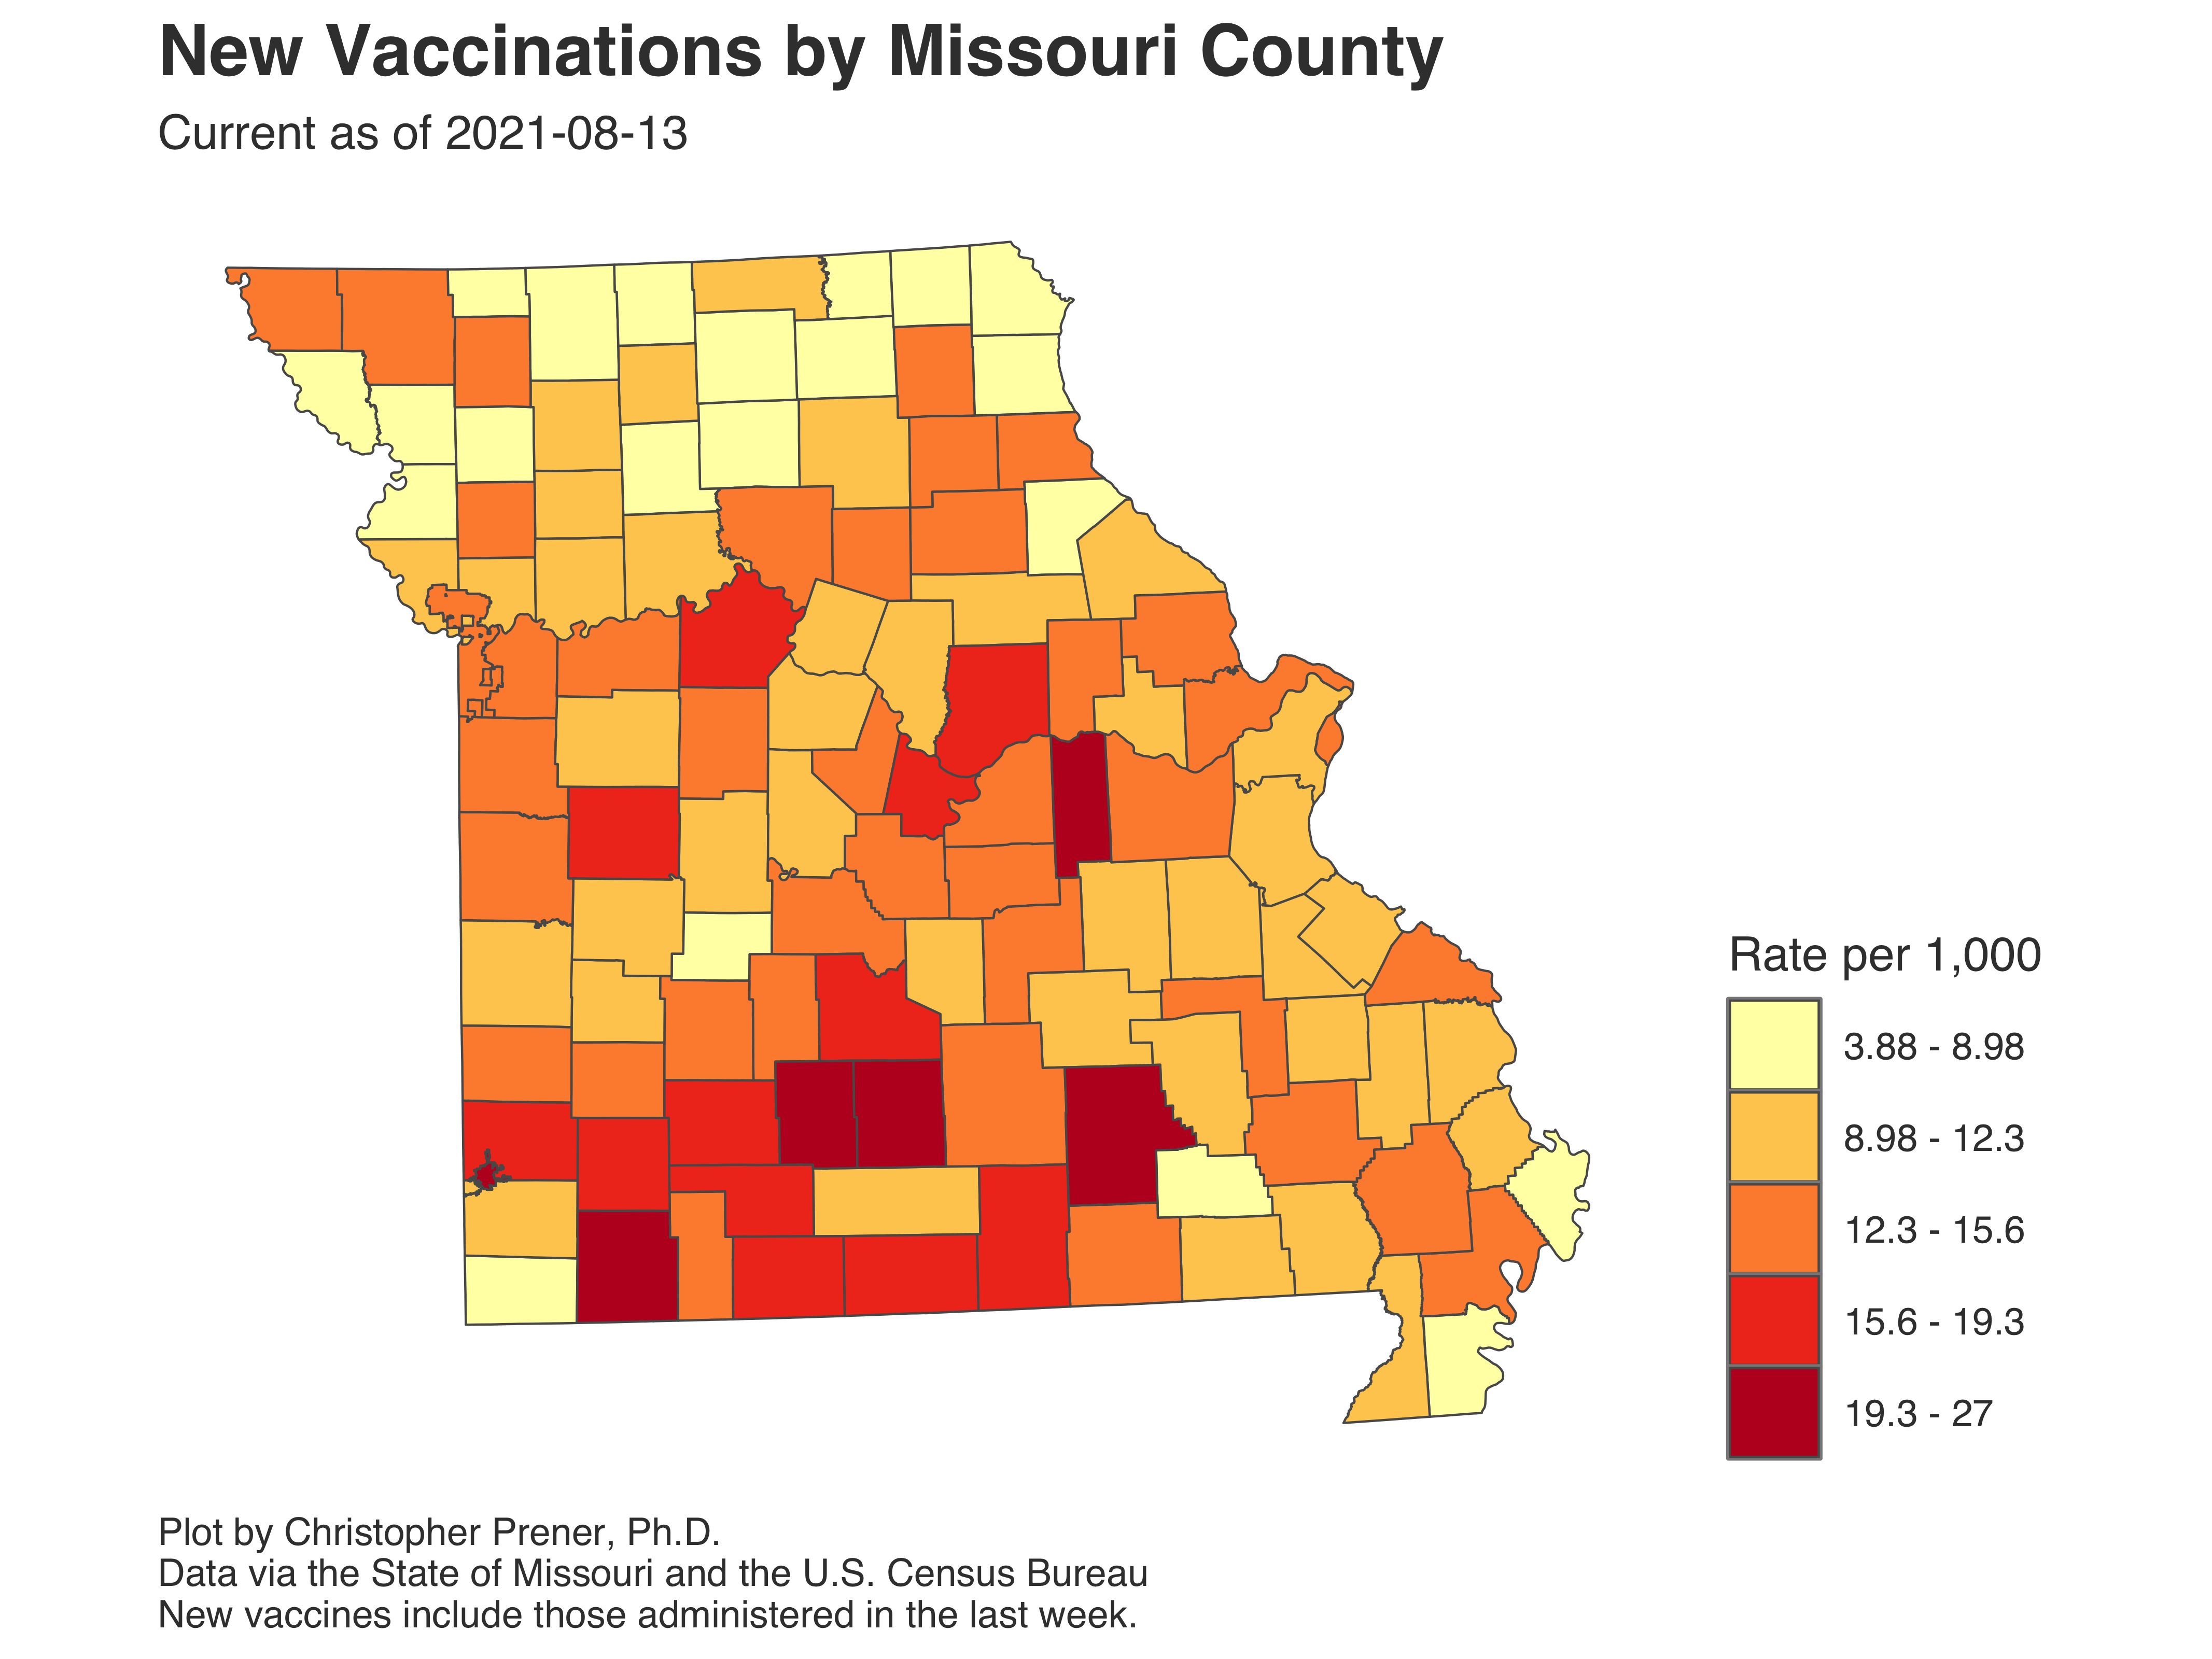 New Vaccinations by Missouri County
Current as of 2021-08-13
Rate per 1,000
3.88 - 8.98
8.98 - 12.3
12.3 - 15.6
15.6 - 19.3
19.3 - 27
Plot by Christopher Prener, Ph.D.
Data via the State of Missouri and the U.S. Census Bureau
New vaccines include those administered in the last week.